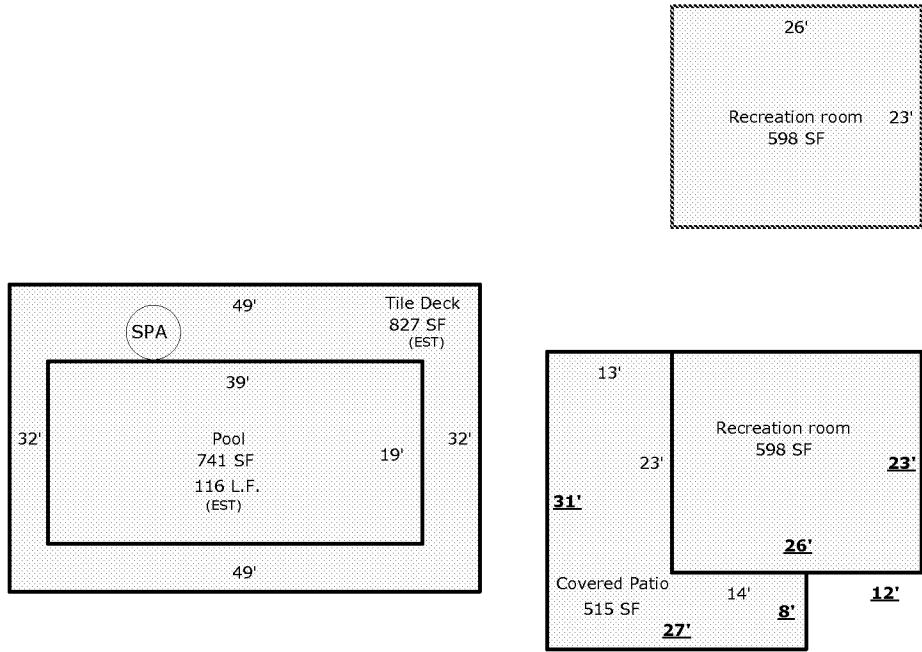 26'
Recreation room
598 SF
23'
49'
Tile Deck
827 SF
(EST)
SPA
39'
32'
Pool
741 SF
116 L.F.
(EST)
19'
32'
49'
13'
23'
31'
Recreation room
598 SF
23'
26'
Covered Patio
515 SF
14'
8'
12'
27'